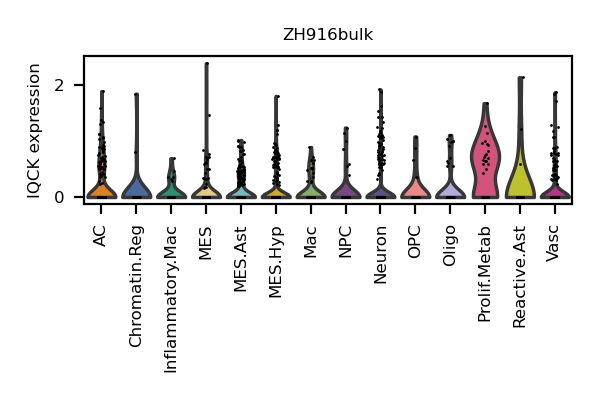 ZH916bulk
IQCK expression
2
0
AC
Chromatin.Reg
Inflammatory.Mac
MES
MES.Ast
MES.Hyp
Mac
NPC
Neuron
OPC
Oligo
Prolif.Metab
Reactive.Ast
Vasc